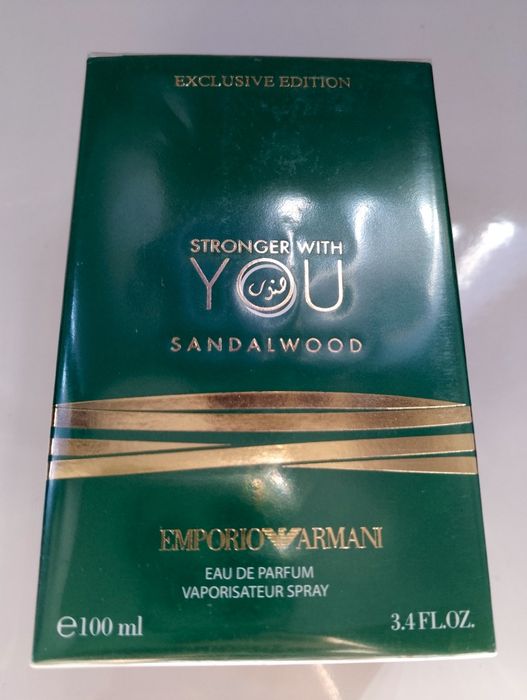 EXCLUSIVE EDITION
STRONGER WITH
YOU
صندل
SANDALWOOD
EMPORIO ARMANI
EAU DE PARFUM
VAPORISATEUR SPRAY
℮100 ml
3.4 FL.OZ.